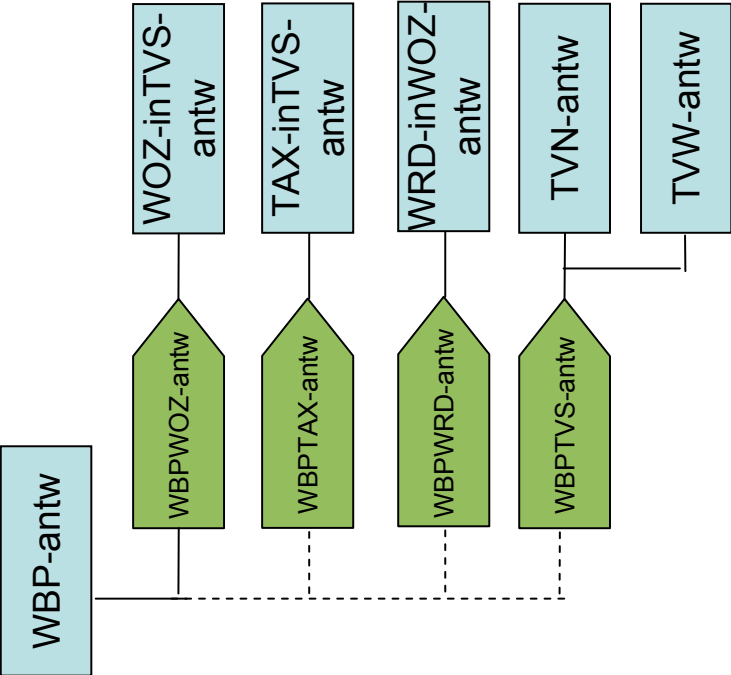 WOZ-inTVS-
antw
TAX-inTVS-
antw
WRD-inWOZ-
antw
TVN-antw
TVW-antw
WBPWOZ-antw
WBPTAX-antw
WBPWRD-antw
WBPTVS-antw
WBP-antw